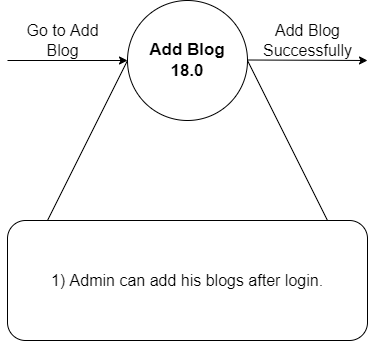 Go to Add
Blog
Add Blog
18.0
Add Blog
Successfully
1) Admin can add his blogs after login.